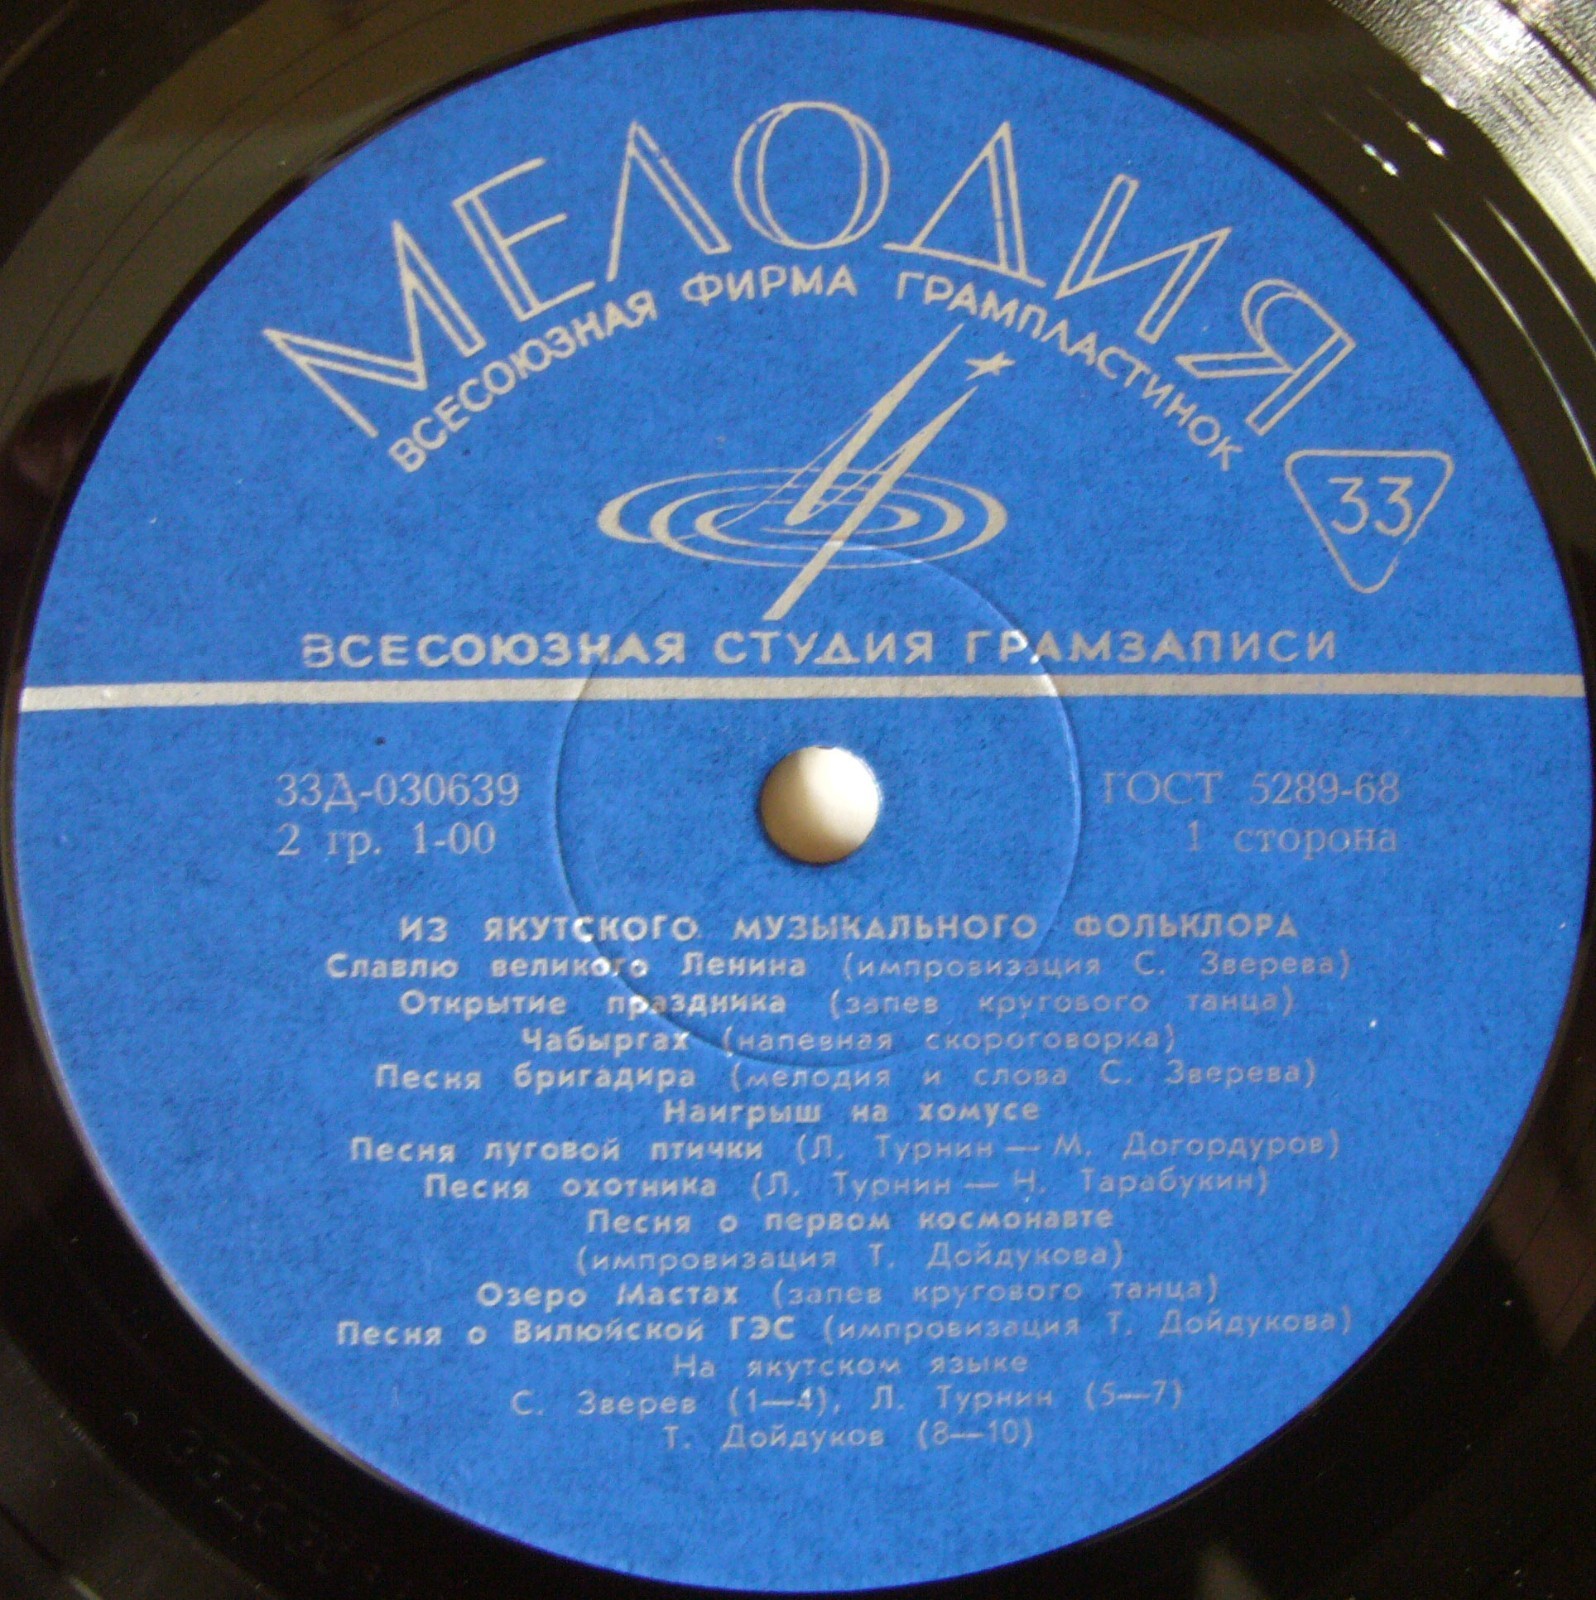 МЕЛОДИЯ
ВСЕСОЮЗНАЯ ФИРМА ГРАМПЛАСТИНОК
33
ВСЕСОЮЗНАЯ СТУДИЯ ГРАМЗАПИСИ
33Д-030639
ГОСТ 5289-68
2 гр. 1-00
1 сторона
ИЗ ЯКУТСКОГО МУЗЫКАЛЬНОГО ФОЛЬКЛОРА
Славлю великого Ленина (импровизация С. Зверева)
Открытие праздника (запев кругового танца)
Чабыргах (напевная скороговорка)
Песня бригадира (мелодия и слова С. Зверева)
Наигрыш на хомусе
Песня луговой птички (Л. Турнин — М. Догордуров)
Песня охотника (Л. Турнин — Н. Тарабукин)
Песня о первом космонавте
(импровизация Т. Дойдукова)
Озеро Мастах (запев кругового танца)
Песня о Вилюйской ГЭС (импровизация Т. Дойдукова)
На якутском языке
С. Зверев (1—4), Л. Турнин (5—7)
Т. Дойдуков (8—10)